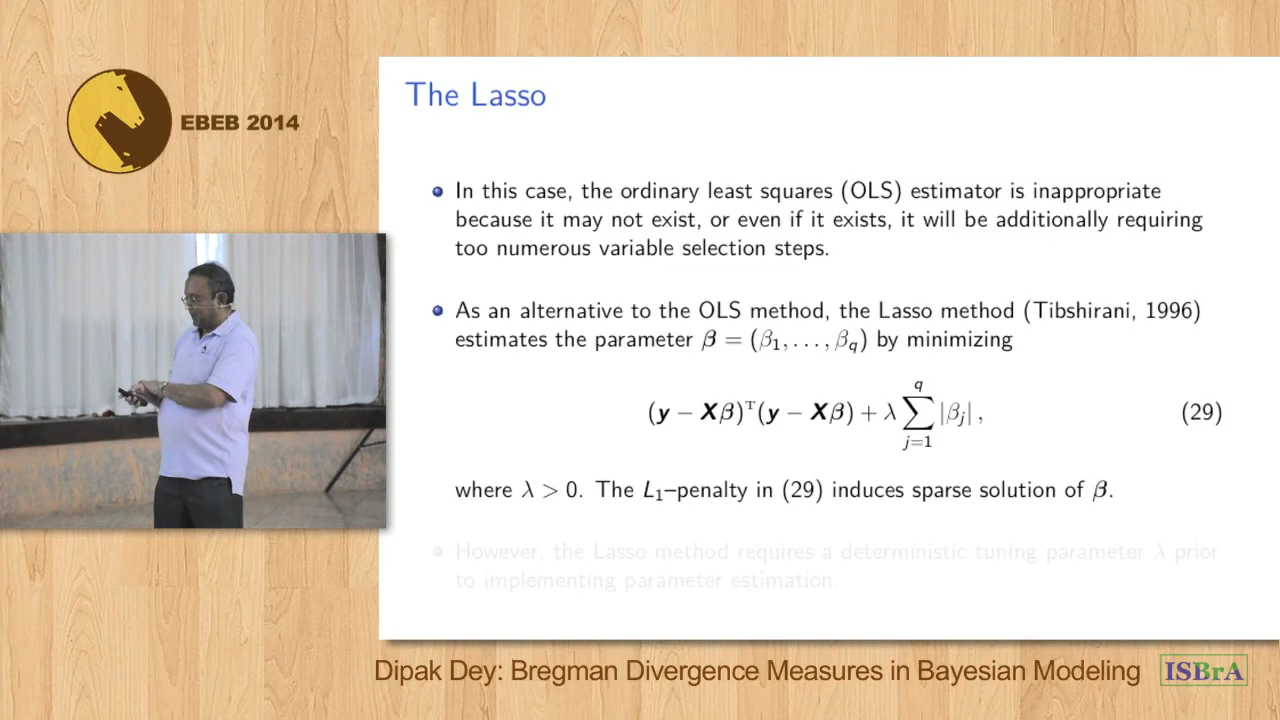 EBEB 2014
The Lasso
In this case, the ordinary least squares (OLS) estimator is inappropriate
because it may not exist, or even if it exists, it will be additionally requiring
too numerous variable selection steps.
As an alternative to the OLS method, the Lasso method (Tibshirani, 1996)
estimates the parameter β = (β₁, . . . , β_q) by minimizing
(y − Xβ)ᵀ(y − Xβ) + λ ∑_{j=1}^{q} |β_j| , (29)
where λ > 0. The L₁–penalty in (29) induces sparse solution of β.
However, the Lasso method requires a deterministic tuning parameter λ prior
to implementing parameter estimation.
Dipak Dey: Bregman Divergence Measures in Bayesian Modeling ISBrA